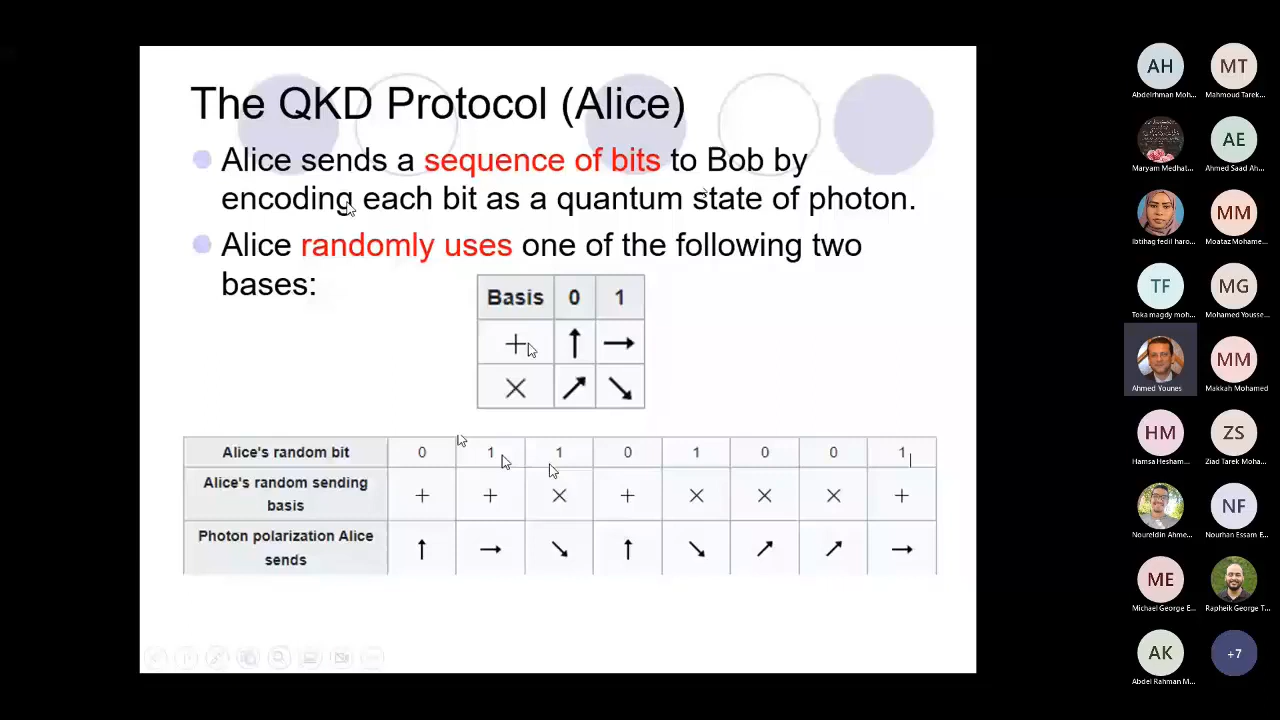 The QKD Protocol (Alice)
Alice sends a sequence of bits to Bob by
encoding each bit as a quantum state of photon.
Alice randomly uses one of the following two
bases:
Basis 0 1
+ ↑ →
× ↗ ↘
Alice's random bit 0 1 1 0 1 0 0 1
Alice's random sending
basis + + × + × × × +
Photon polarization Alice
sends ↑ → ↘ ↑ ↘ ↗ ↗ →
AH MT
Abdelrhman Moh... Mahmoud Tarek...
AE
Maryam Medhat... Ahmed Saad Ah...
MM
Ibtihag fedil haro... Moataz Mohame...
TF MG
Toka magdy moh... Mohamed Yousse...
MM
Ahmed Younes Makkah Mohamed
HM ZS
Hamsa Hesham... Ziad Tarek Moha...
NF
Noureldin Ahme... Nourhan Essam E...
ME
Michael George E... Rapheik George T...
AK +7
Abdel Rahman M...